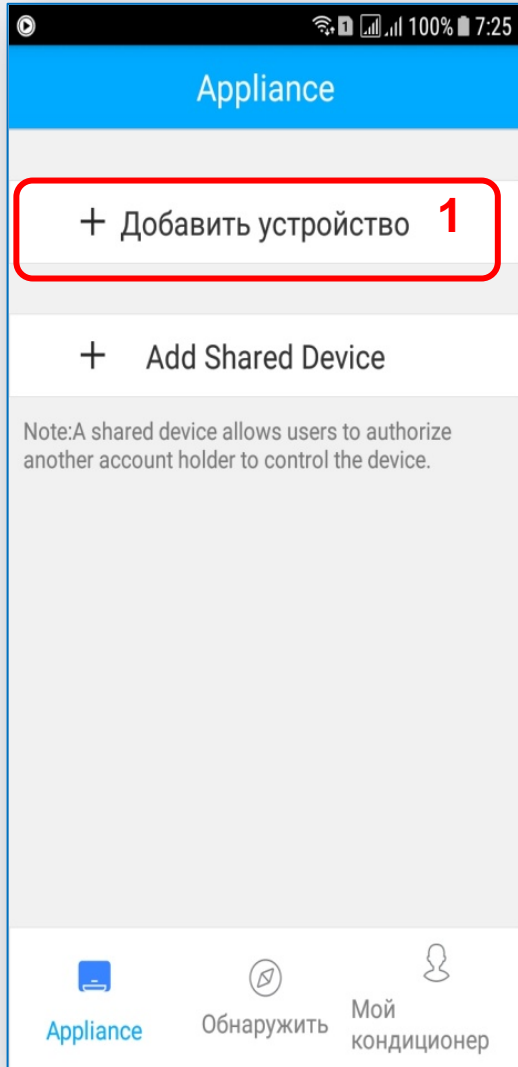 1 100% 7:25
Appliance
+ Добавить устройство 1
+ Add Shared Device
Note:A shared device allows users to authorize
another account holder to control the device.
Appliance
Обнаружить
Мой
кондиционер